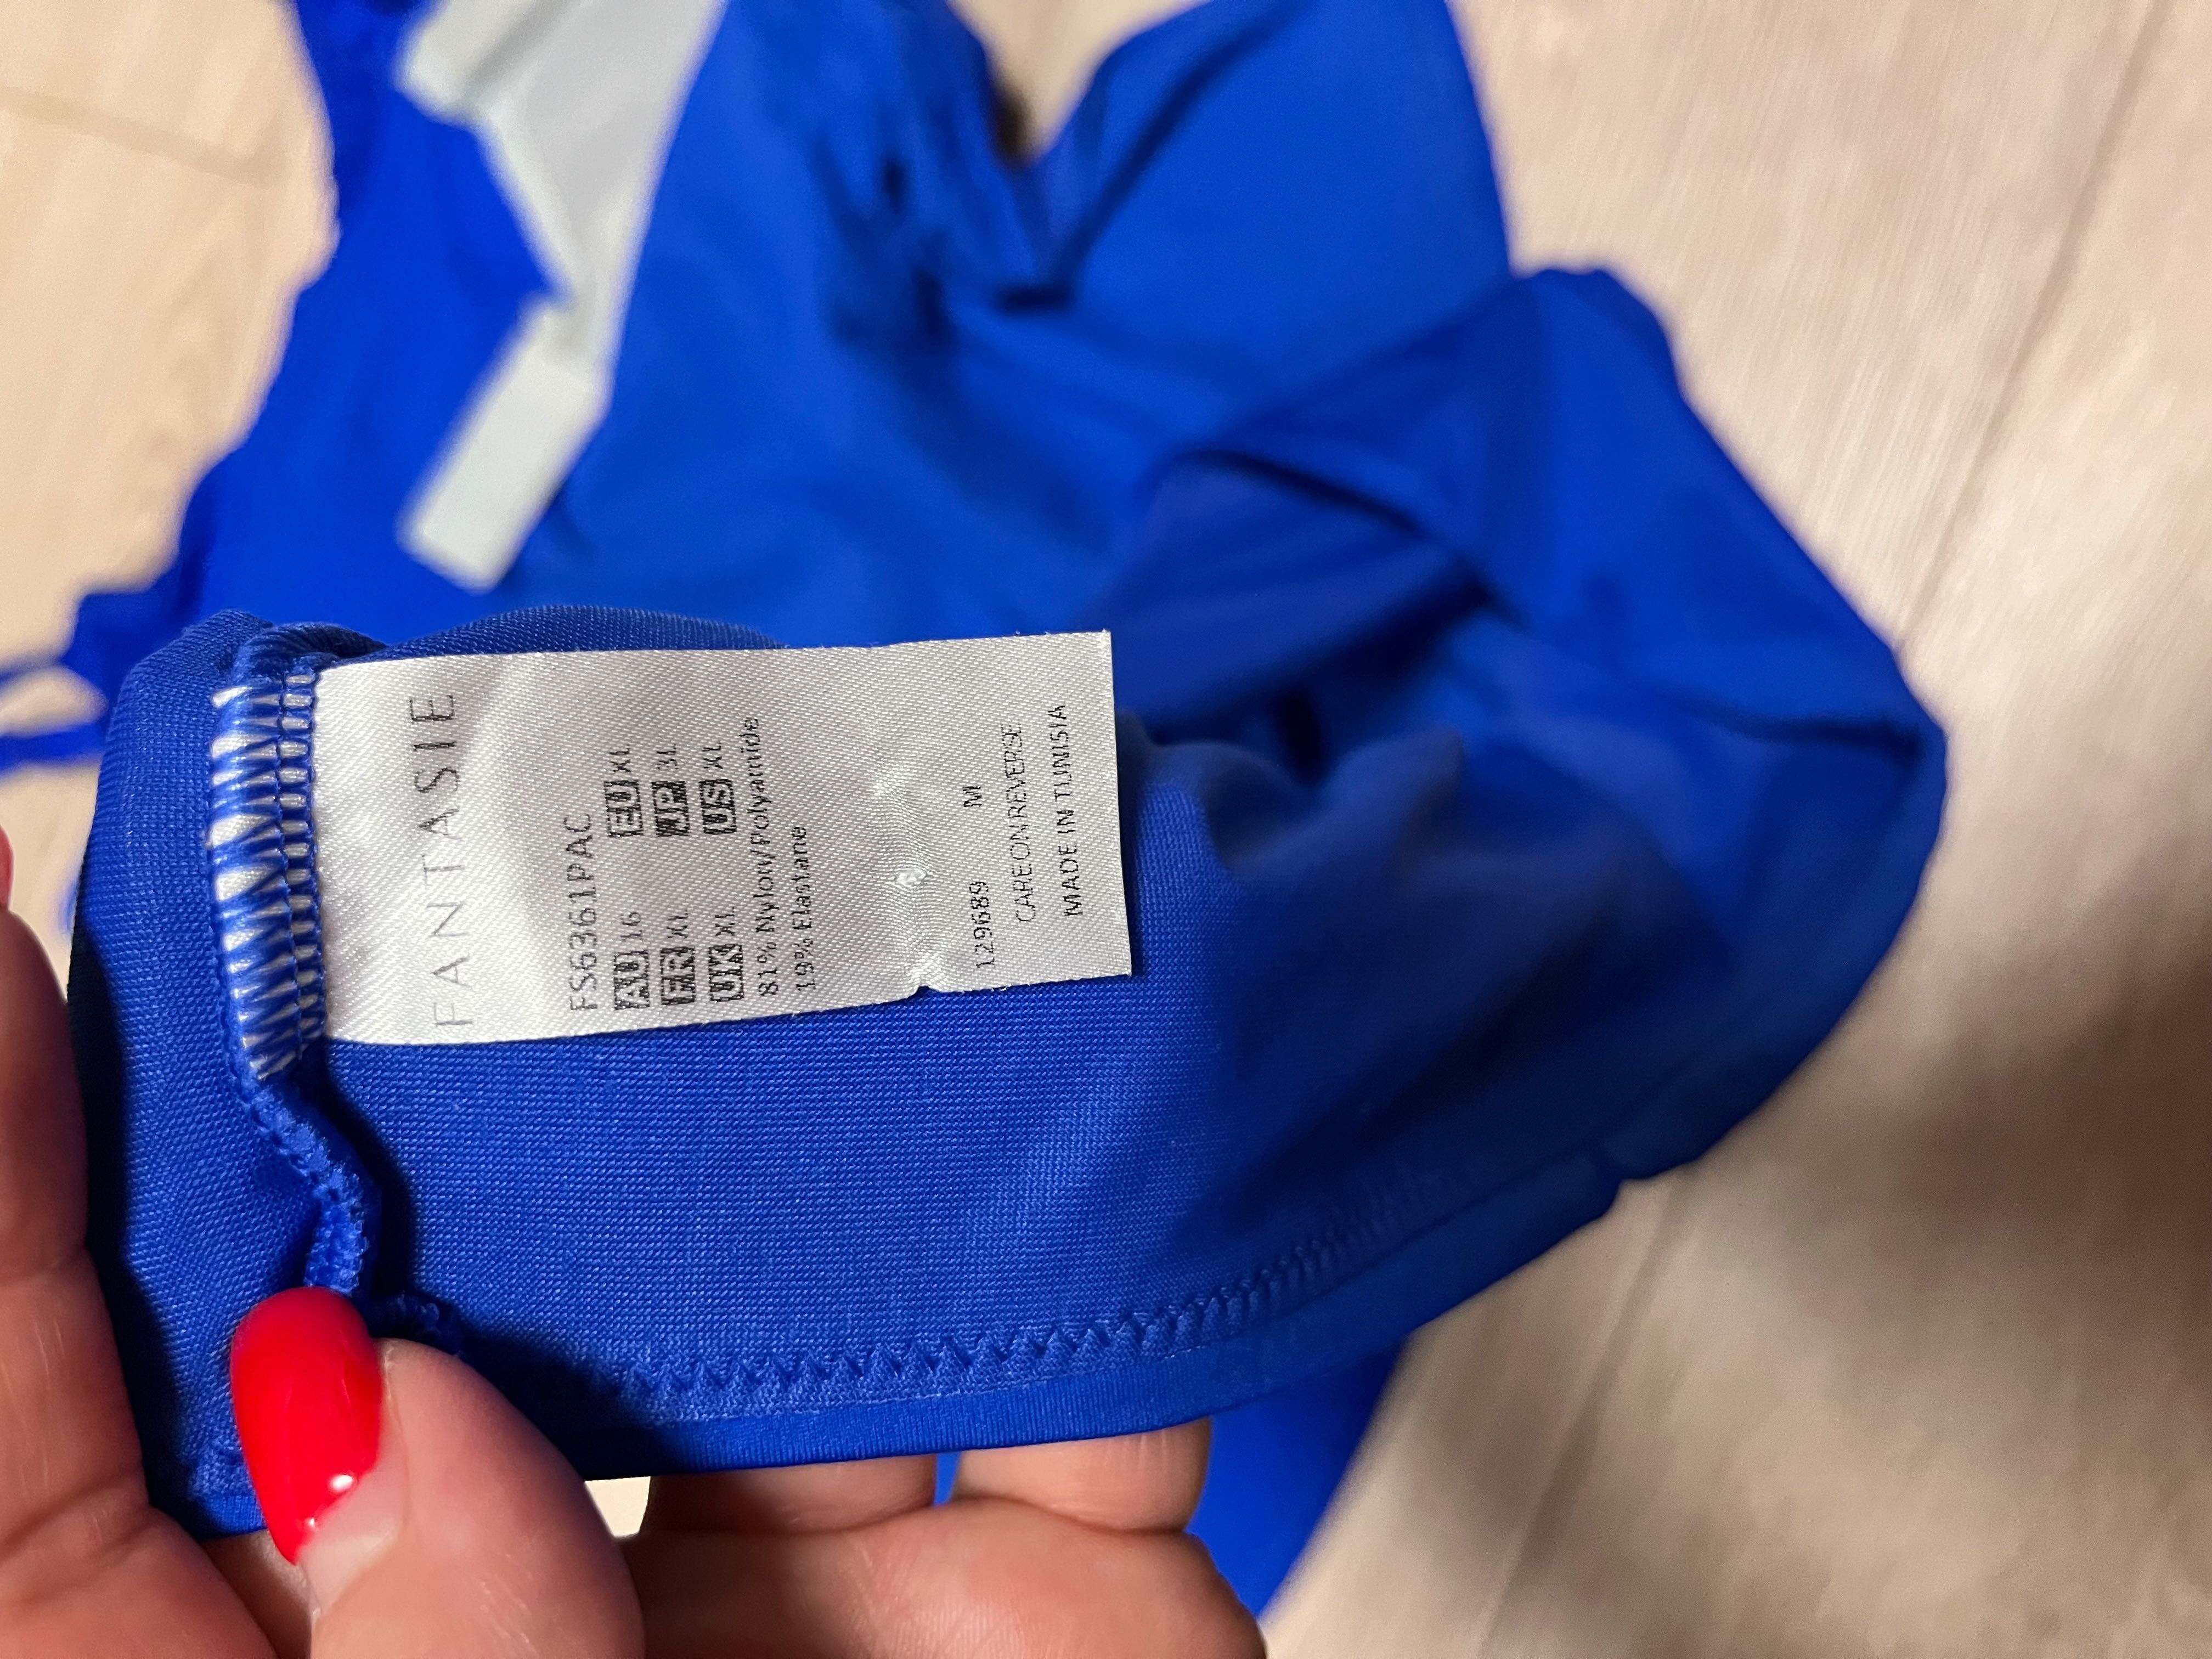 FANTASIE
FS6361PAC
AU 16 EU XL
FR XL JP 3L
UK XL US XL
81% Nylon/Polyamide
19% Elastane
129689 M
CARE ON REVERSE
MADE IN TUNISIA